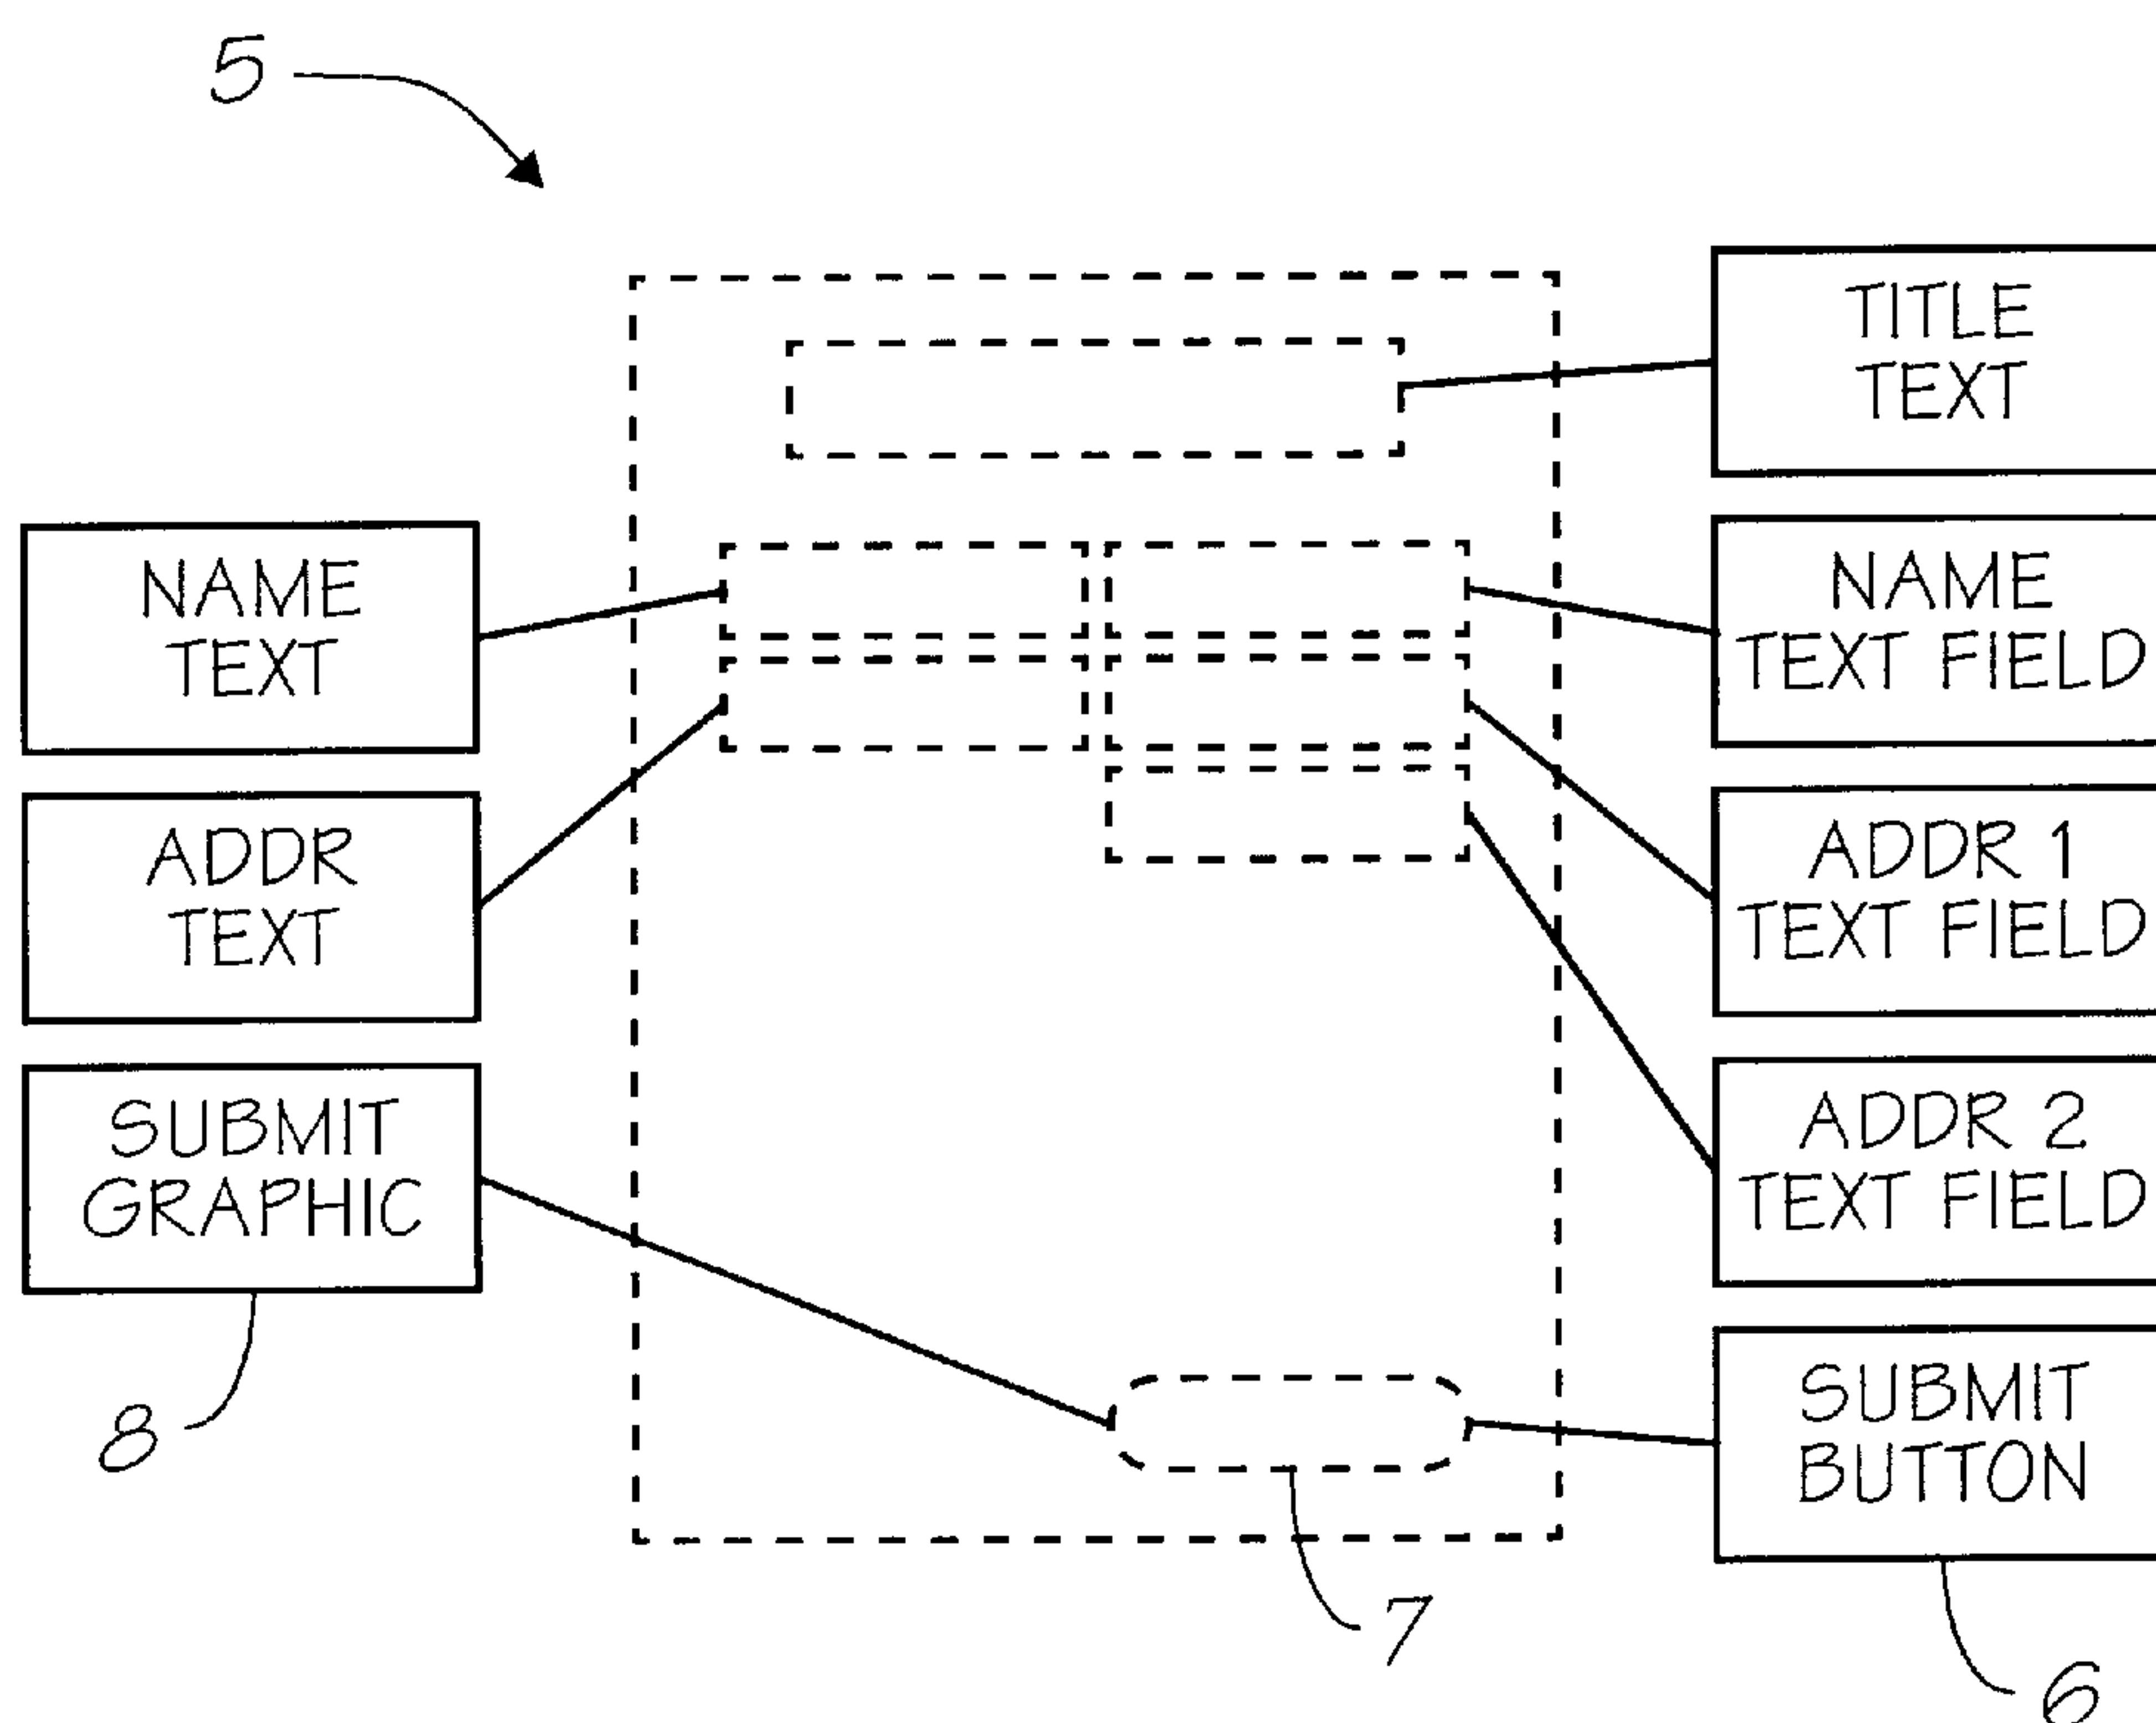 5
TITLE
TEXT
NAME
TEXT
NAME
TEXT FIELD
ADDR
TEXT
ADDR 1
TEXT FIELD
SUBMIT
GRAPHIC
ADDR 2
TEXT FIELD
SUBMIT
BUTTON
8
7
6